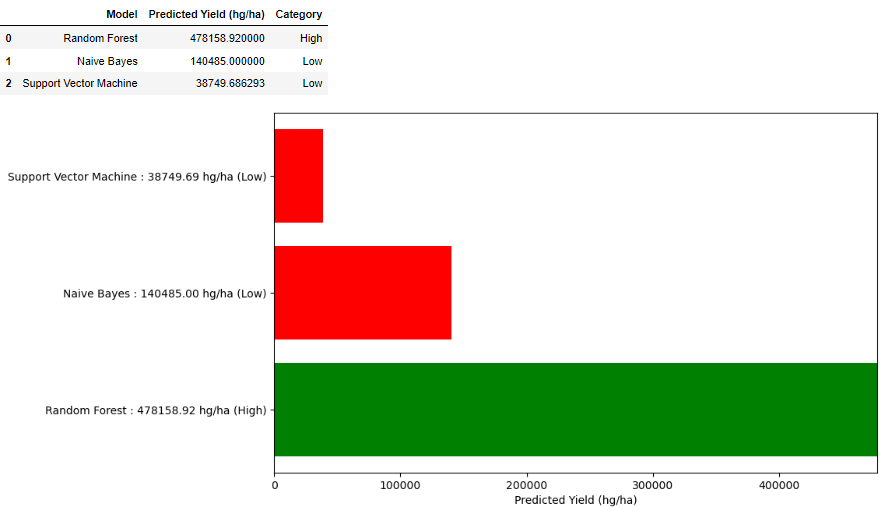 Model Predicted Yield (hg/ha) Category
0 Random Forest 478158.920000 High
1 Naive Bayes 140485.000000 Low
2 Support Vector Machine 38749.686293 Low
Support Vector Machine : 38749.69 hg/ha (Low)
Naive Bayes : 140485.00 hg/ha (Low)
Random Forest : 478158.92 hg/ha (High)
0 100000 200000 300000 400000
Predicted Yield (hg/ha)